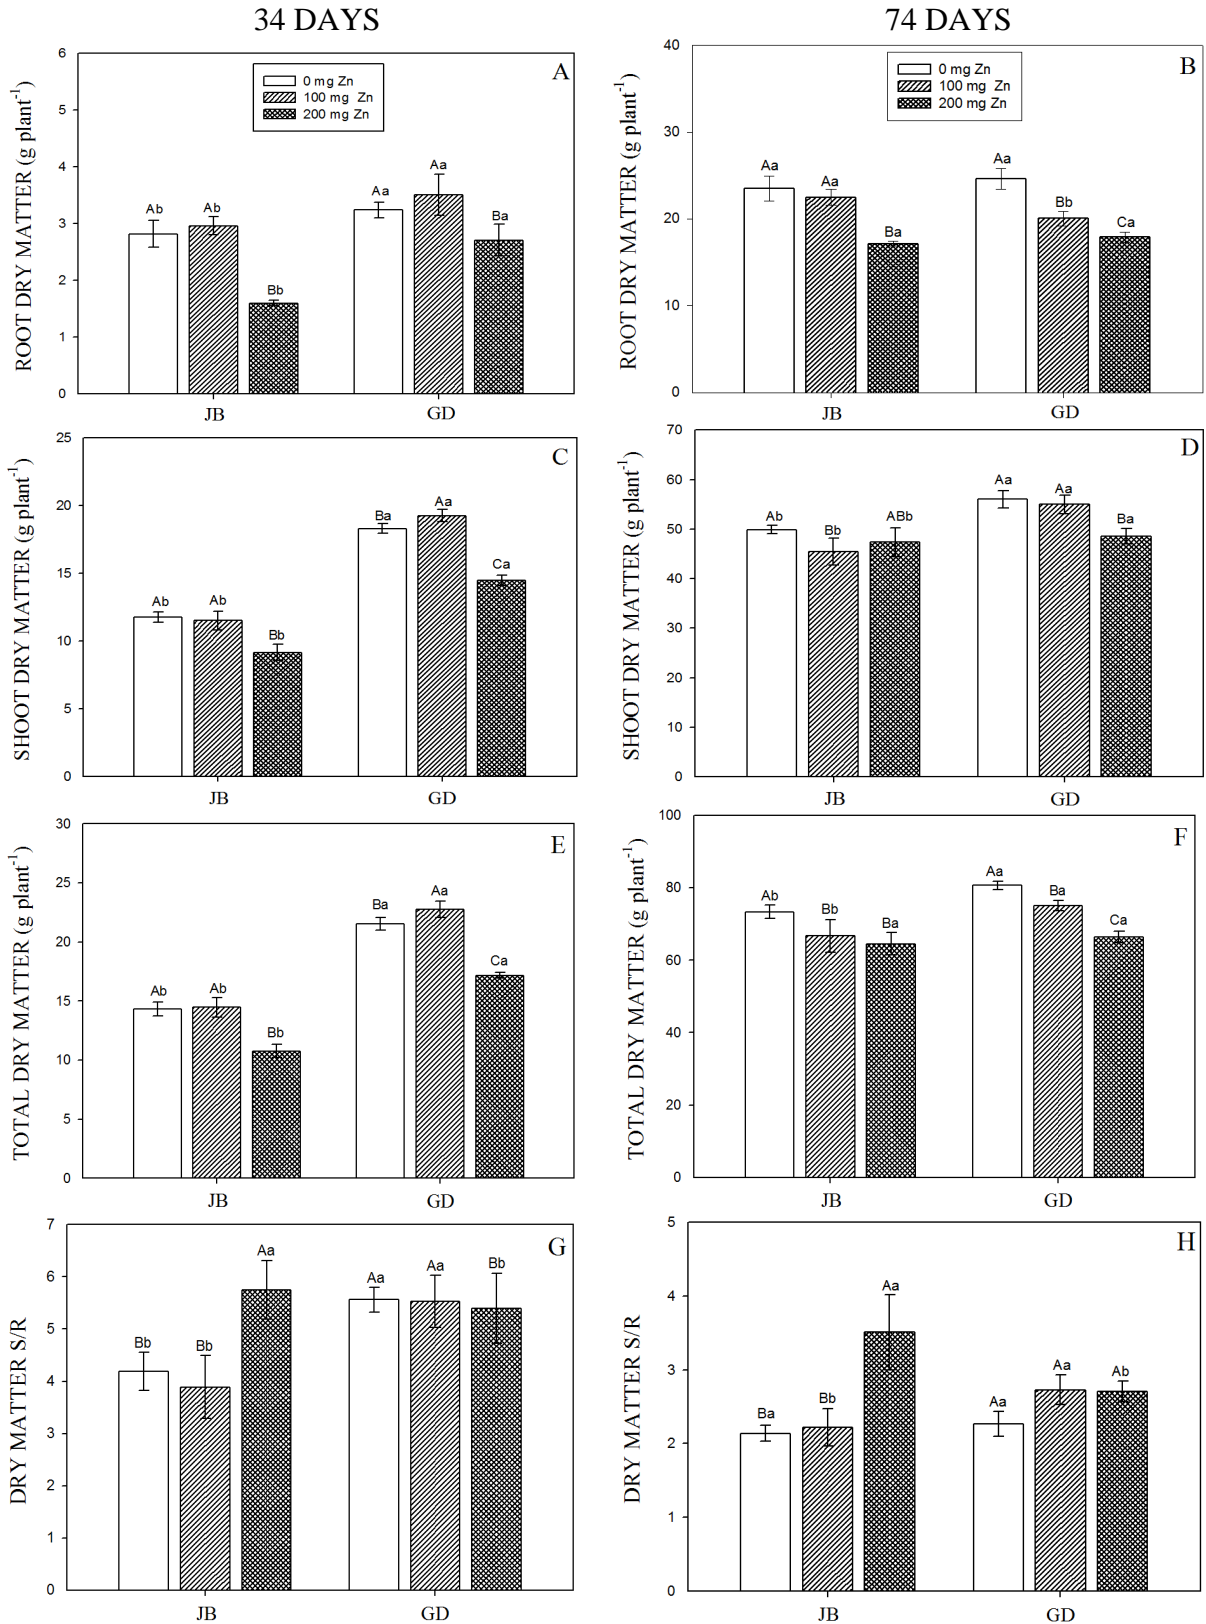 34 DAYS
74 DAYS
A
0 mg Zn
100 mg Zn
200 mg Zn
ROOT DRY MATTER (g plant⁻¹)
6
5
4
3
2
1
0
Ab
Ab
Bb
Aa
Aa
Ba
JB
GD
B
0 mg Zn
100 mg Zn
200 mg Zn
ROOT DRY MATTER (g plant⁻¹)
40
30
20
10
0
Aa
Aa
Ba
Aa
Bb
Ca
JB
GD
C
SHOOT DRY MATTER (g plant⁻¹)
25
20
15
10
5
0
Ab
Ab
Bb
Ba
Aa
Ca
JB
GD
D
SHOOT DRY MATTER (g plant⁻¹)
70
60
50
40
30
20
10
0
Ab
Bb
ABb
Aa
Aa
Ba
JB
GD
E
TOTAL DRY MATTER (g plant⁻¹)
30
25
20
15
10
5
0
Ab
Ab
Bb
Ba
Aa
Ca
JB
GD
F
TOTAL DRY MATTER (g plant⁻¹)
100
80
60
40
20
0
Ab
Bb
Ba
Aa
Ba
Ca
JB
GD
G
DRY MATTER S/R
7
6
5
4
3
2
1
0
Bb
Bb
Aa
Aa
Aa
Bb
JB
GD
H
DRY MATTER S/R
5
4
3
2
1
0
Ba
Bb
Aa
Aa
Aa
Ab
JB
GD